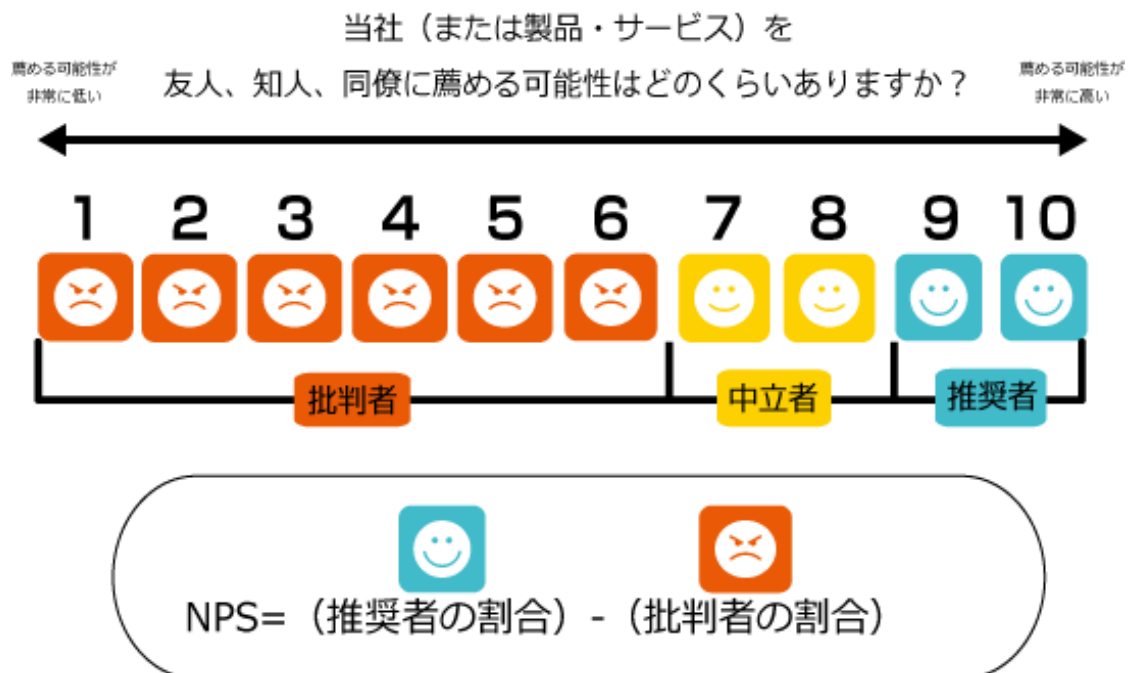 当社（または製品・サービス）を
友人、知人、同僚に薦める可能性はどのくらいありますか？
薦める可能性が
非常に低い
薦める可能性が
非常に高い
1 2 3 4 5 6 7 8 9 10
批判者 中立者 推奨者
NPS=（推奨者の割合）-（批判者の割合）